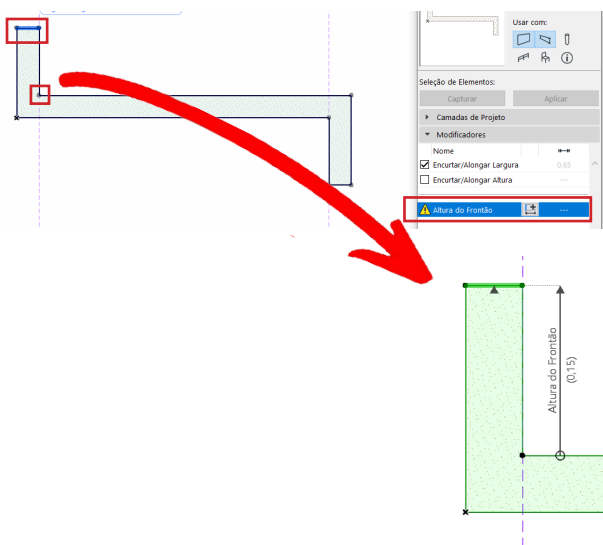 Usar com:
Seleção de Elementos:
Capturar
Aplicar
Camadas de Projeto
Modificadores
Nome
Encurtar/Alongar Largura 0,65
Encurtar/Alongar Altura ---
Altura do Frontão ---
Altura do Frontão
(0,15)